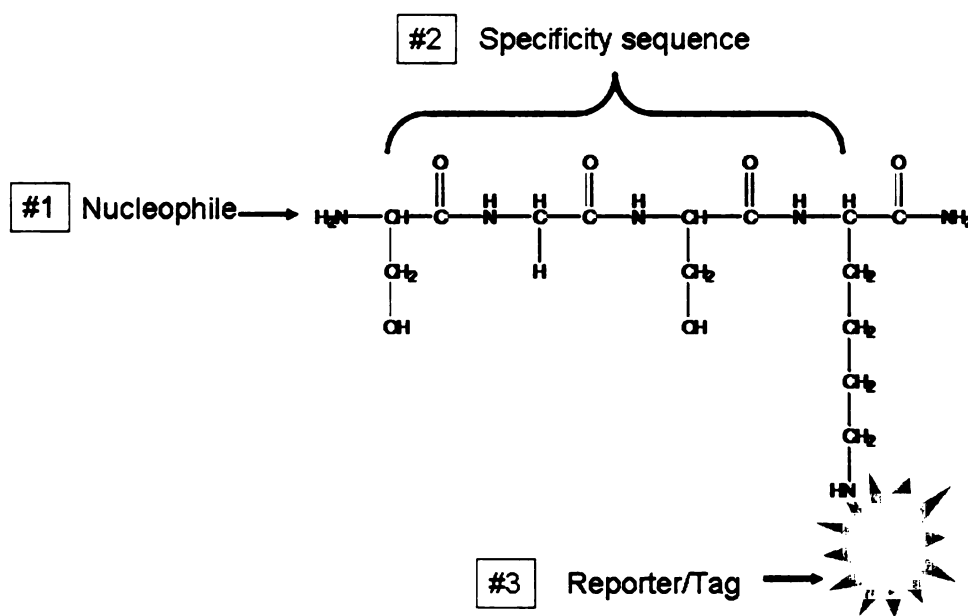 #2 Specificity sequence
O O O O
#1 Nucleophile
H₂N CH C H N H C C H N CH C H N H C C NH₂
CH₂ H CH₂ CH₂
OH OH CH₂
CH₂
CH₂
HN
#3 Reporter/Tag